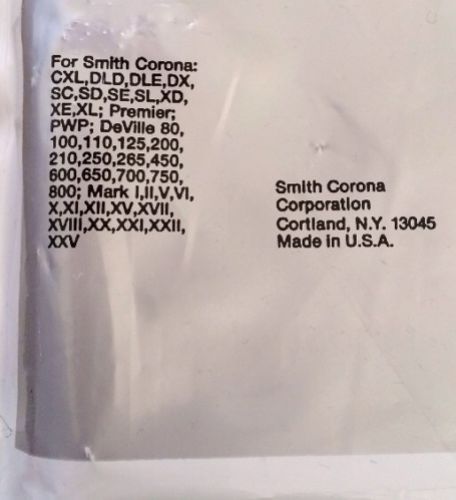 For Smith Corona:
CXL,DLD,DLE,DX,
SC,SD,SE,SL,XD,
XE,XL; Premier;
PWP; DeVille 80,
100,110,125,200,
210,250,265,450,
600,650,700,750,
800; Mark I,II,V,VI,
X,XI,XII,XV,XVII,
XVIII,XX,XXI,XXII,
XXV
Smith Corona
Corporation
Cortland, N.Y. 13045
Made in U.S.A.